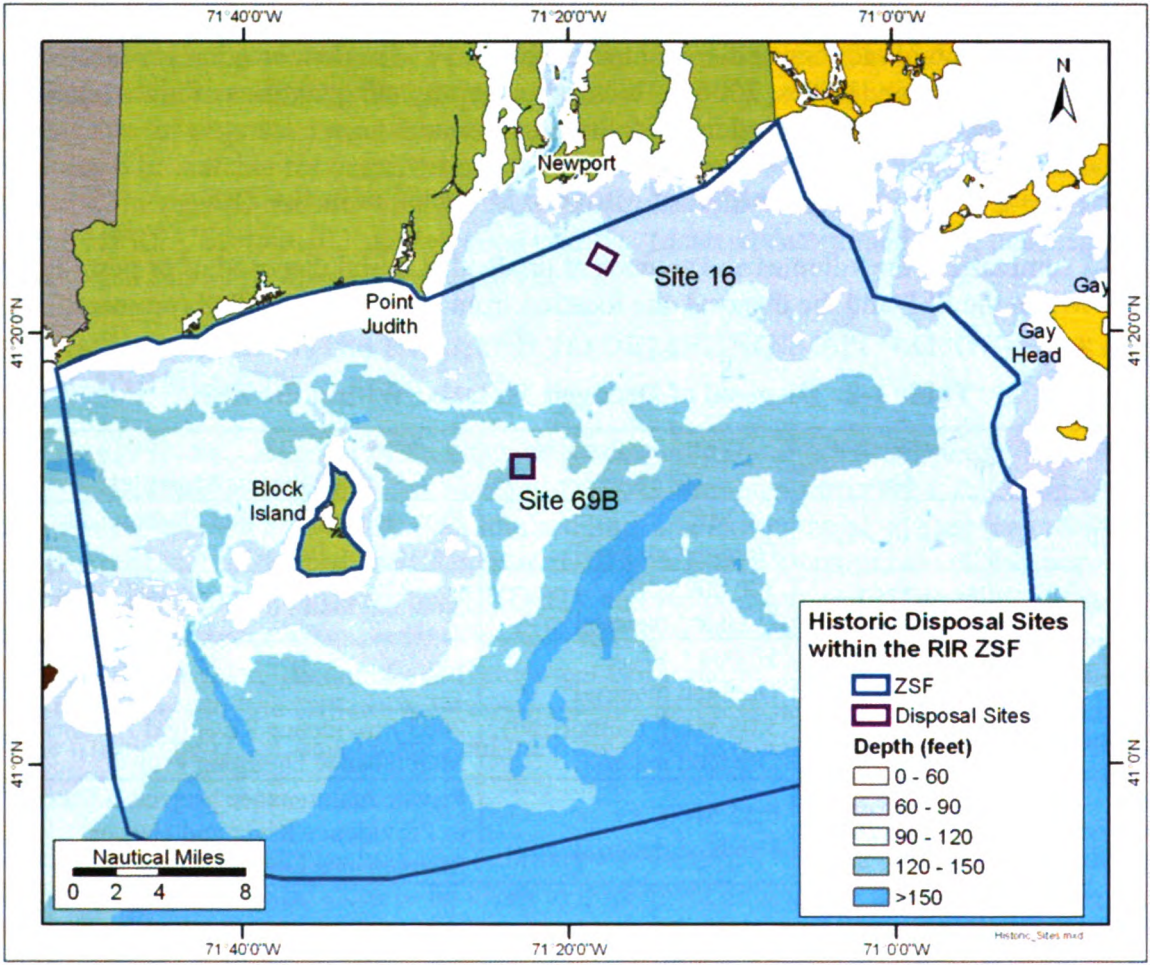 71°40'0"W 71°20'0"W 71°0'0"W
N
Newport
Site 16
Gay
Point
Judith
Gay
Head
41°20'0"N 41°20'0"N
Block
Island
Site 69B
Historic Disposal Sites
within the RIR ZSF
ZSF
Disposal Sites
Depth (feet)
0 - 60
60 - 90
90 - 120
120 - 150
>150
41°0'N 41°0'N
Nautical Miles
0 2 4 8
Historic_Sites.mxd
71°40'0"W 71°20'0"W 71°0'0"W